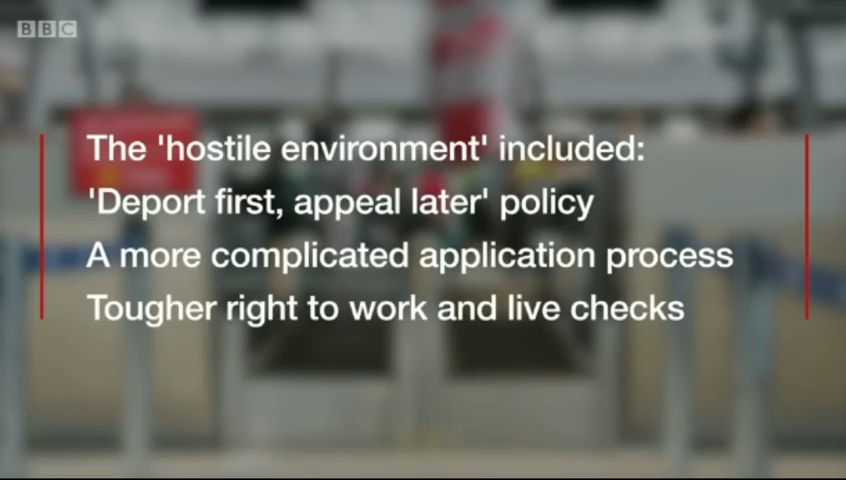 BBC
The 'hostile environment' included:
'Deport first, appeal later' policy
A more complicated application process
Tougher right to work and live checks